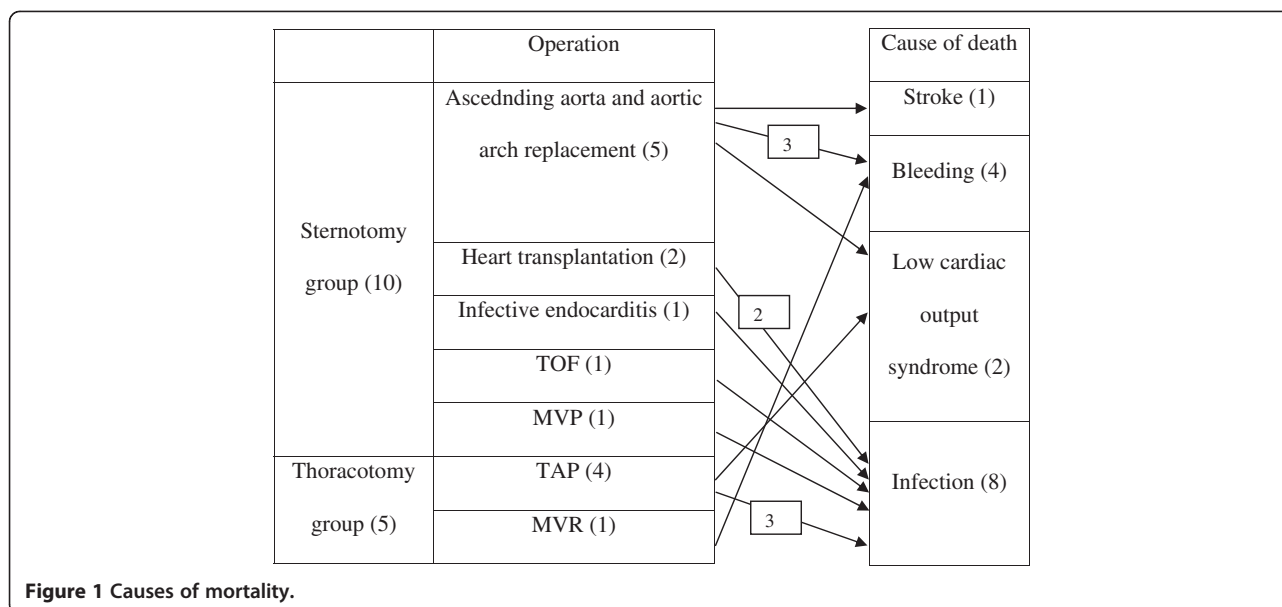 Operation
Cause of death
Ascednding aorta and aortic
arch replacement (5)
Stroke (1)
3
Bleeding (4)
Sternotomy
group (10)
Heart transplantation (2)
Low cardiac
output
syndrome (2)
Infective endocarditis (1)
2
TOF (1)
MVP (1)
Thoracotomy
group (5)
TAP (4)
Infection (8)
MVR (1)
3
Figure 1 Causes of mortality.